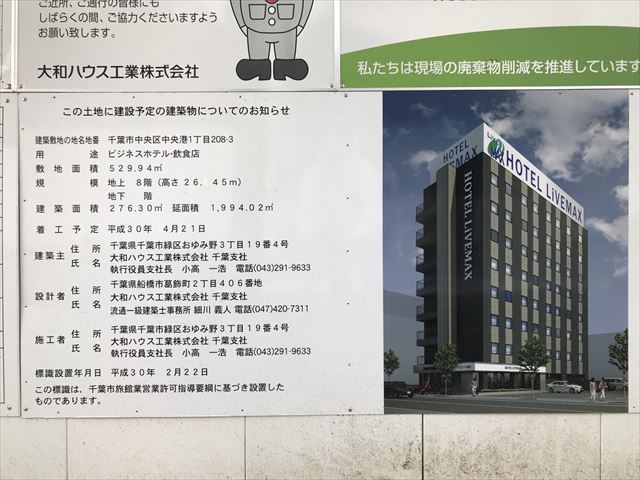 ご近所、ご通行の皆様にも
しばらくの間、ご協力くださいますよう
お願い致します。
大和ハウス工業株式会社
私たちは現場の廃棄物削減を推進しています
この土地に建設予定の建築物についてのお知らせ
建築敷地の地名地番 千葉市中央区中央港1丁目208-3
用途 ビジネスホテル・飲食店
敷地面積 529.94㎡
規模 地上 8階 (高さ 26.45m)
地下 階
建築面積 276.30㎡ 延面積 1,994.02㎡
着工予定 平成30年 4月21日
建築主 住所 千葉県千葉市緑区おゆみ野3丁目19番4号
氏名 大和ハウス工業株式会社 千葉支社
執行役員支社長 小高 一浩 電話(043)291-9633
設計者 住所 千葉県船橋市葛飾町2丁目406番地
氏名 大和ハウス工業株式会社 千葉支社
流通一級建築士事務所 細川 義人 電話(047)420-7311
施工者 住所 千葉県千葉市緑区おゆみ野3丁目19番4号
氏名 大和ハウス工業株式会社 千葉支社
執行役員支社長 小高 一浩 電話(043)291-9633
標識設置年月日 平成30年 2月22日
この標識は、千葉市旅館業営業許可指導要綱に基づき設置した
ものであります。
HOTEL LiVEMAX
HOTEL LiVEMAX
HOTEL LIVEMAX